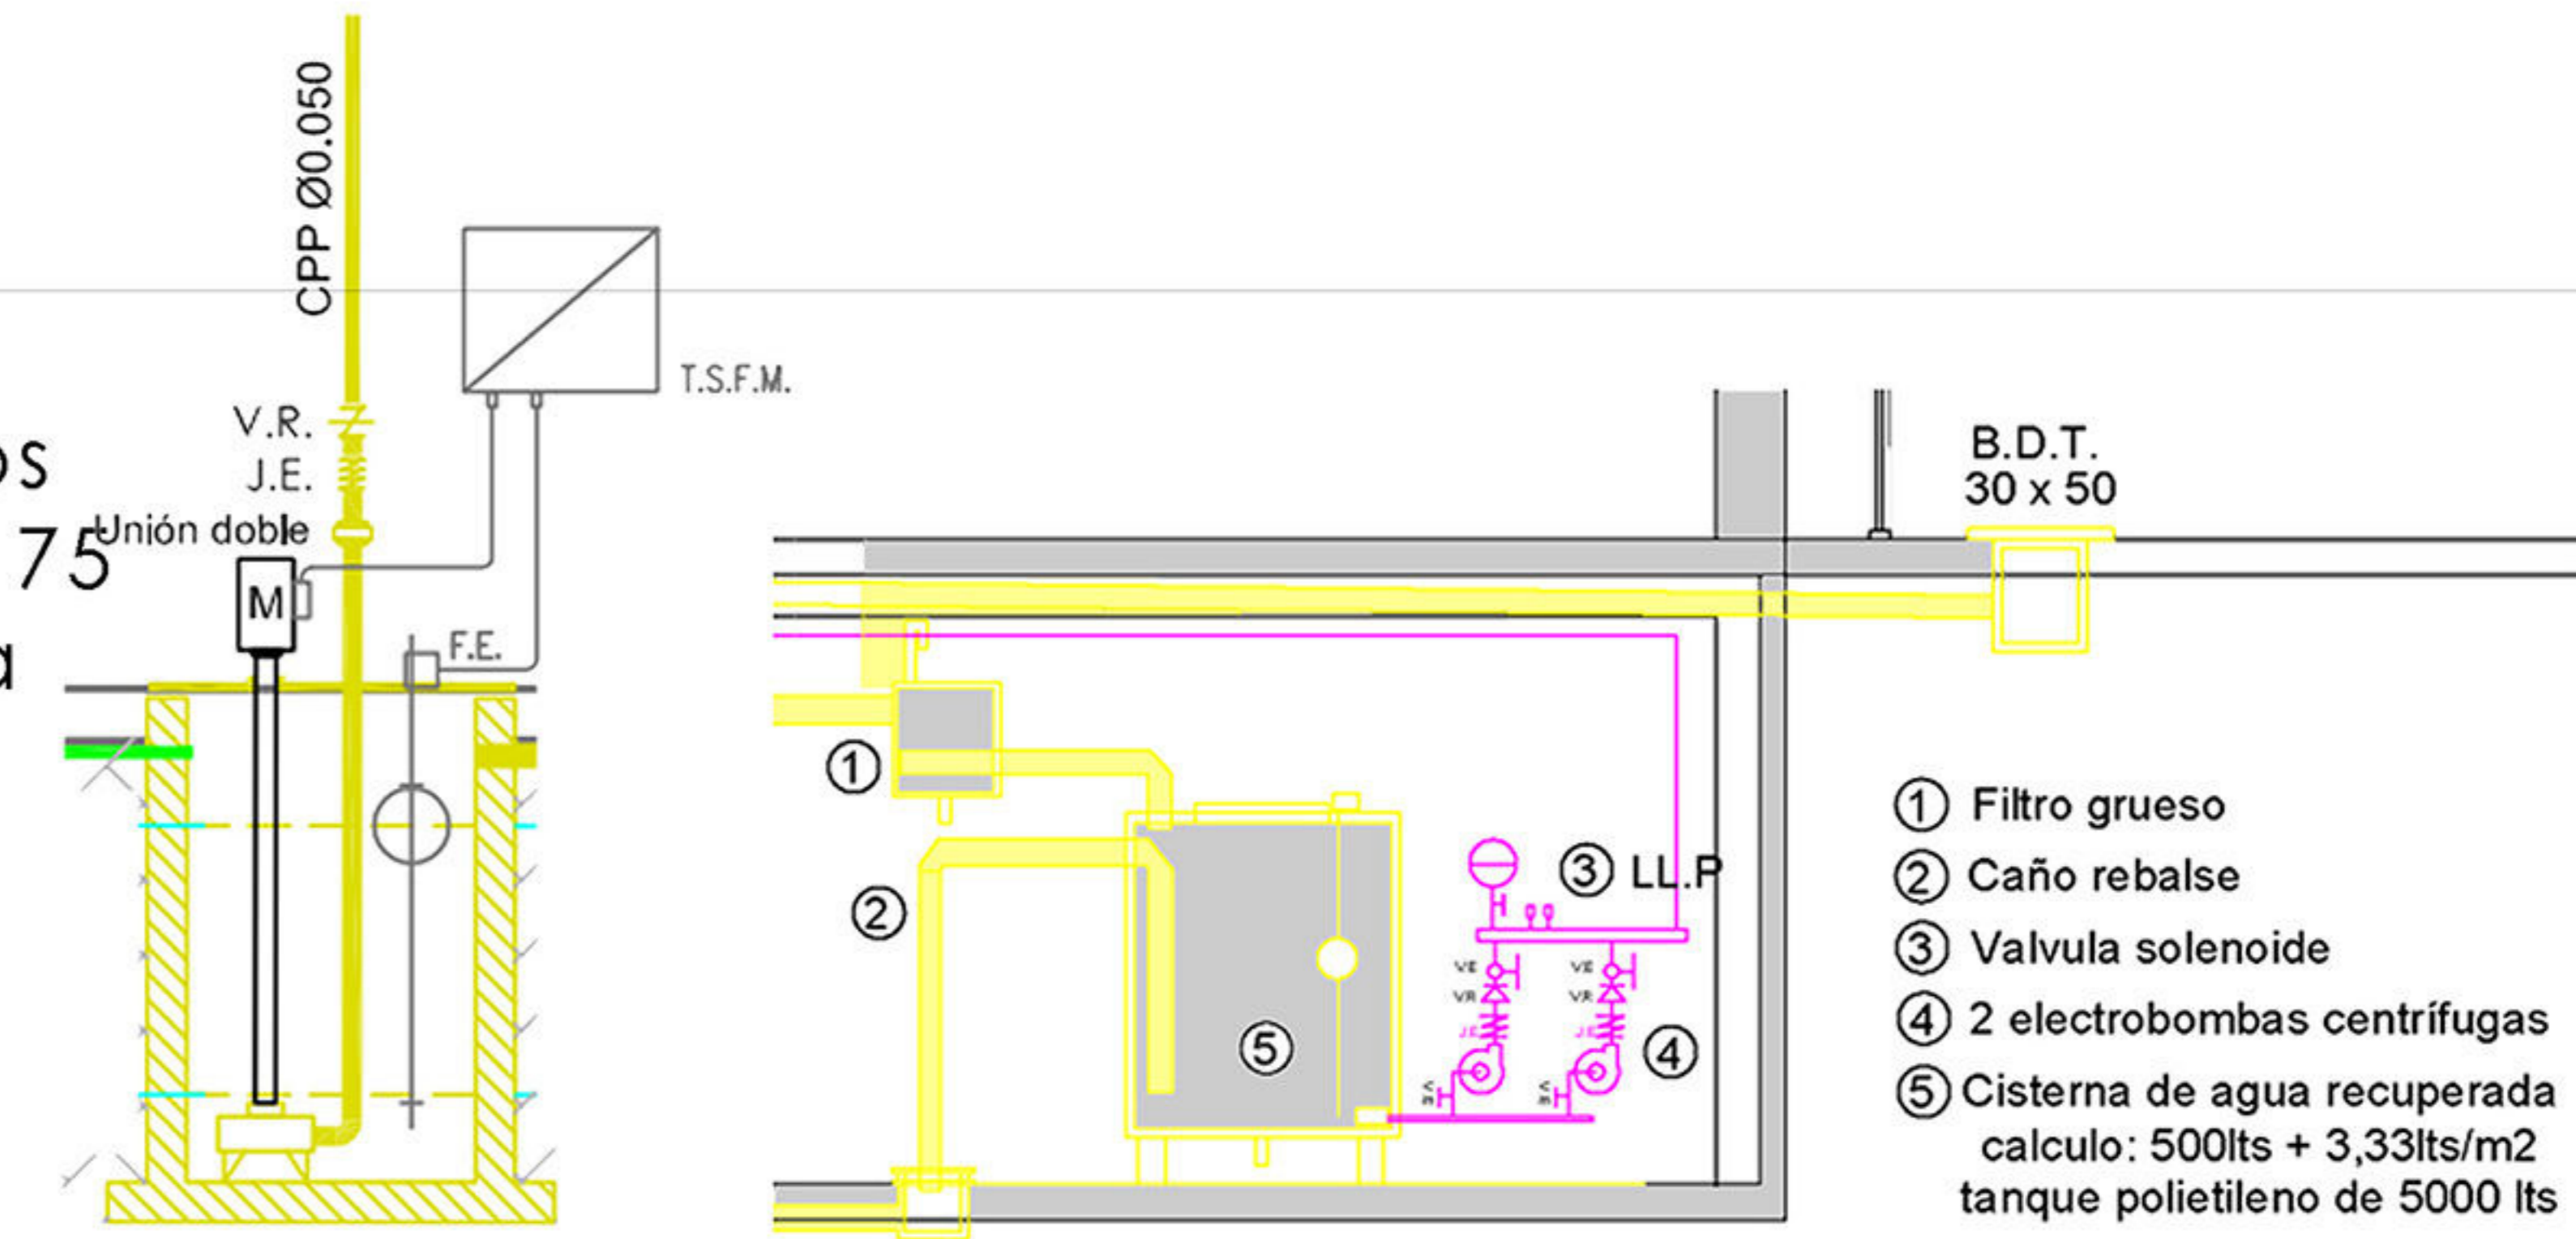 CPP Ø0.050
T.S.F.M.
V.R.
J.E.
os
Unión doble
75
M
F.E.
a
B.D.T.
30 x 50
1
2
3 LL.P
V.E
V.E
V.R
V.R
J.E
J.E
4
5
1 Filtro grueso
2 Caño rebalse
3 Valvula solenoide
4 2 electrobombas centrífugas
5 Cisterna de agua recuperada
calculo: 500lts + 3,33lts/m2
tanque polietileno de 5000 lts